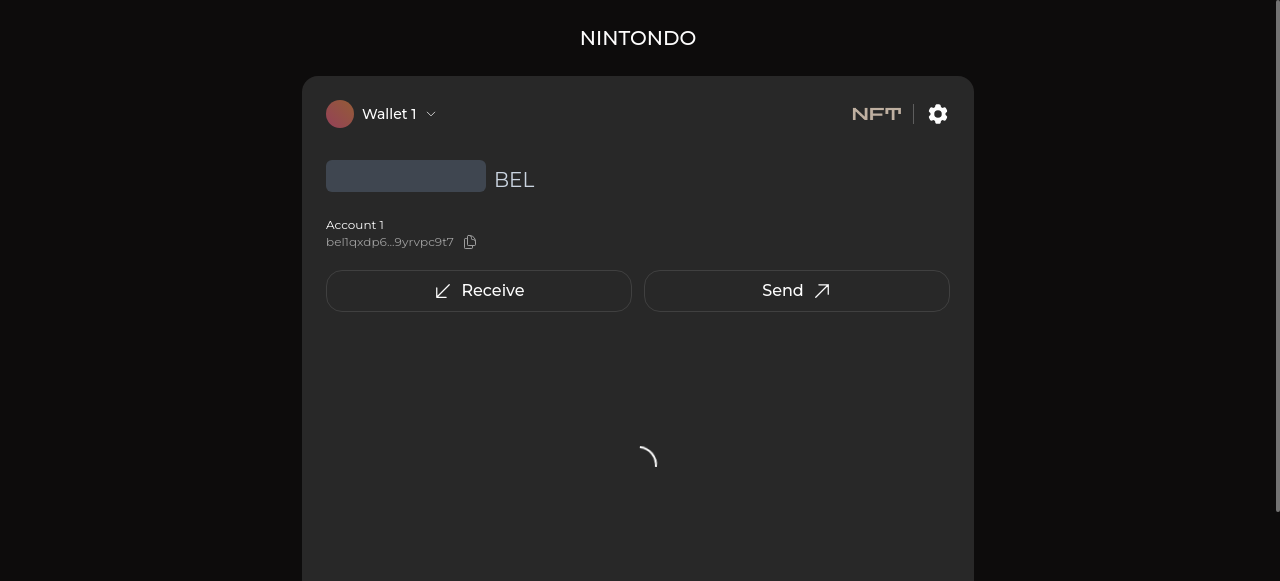 NINTONDO
Wallet 1
NFT
BEL
Account 1
bel1qxdp6...9yrvpc9t7
Receive
Send